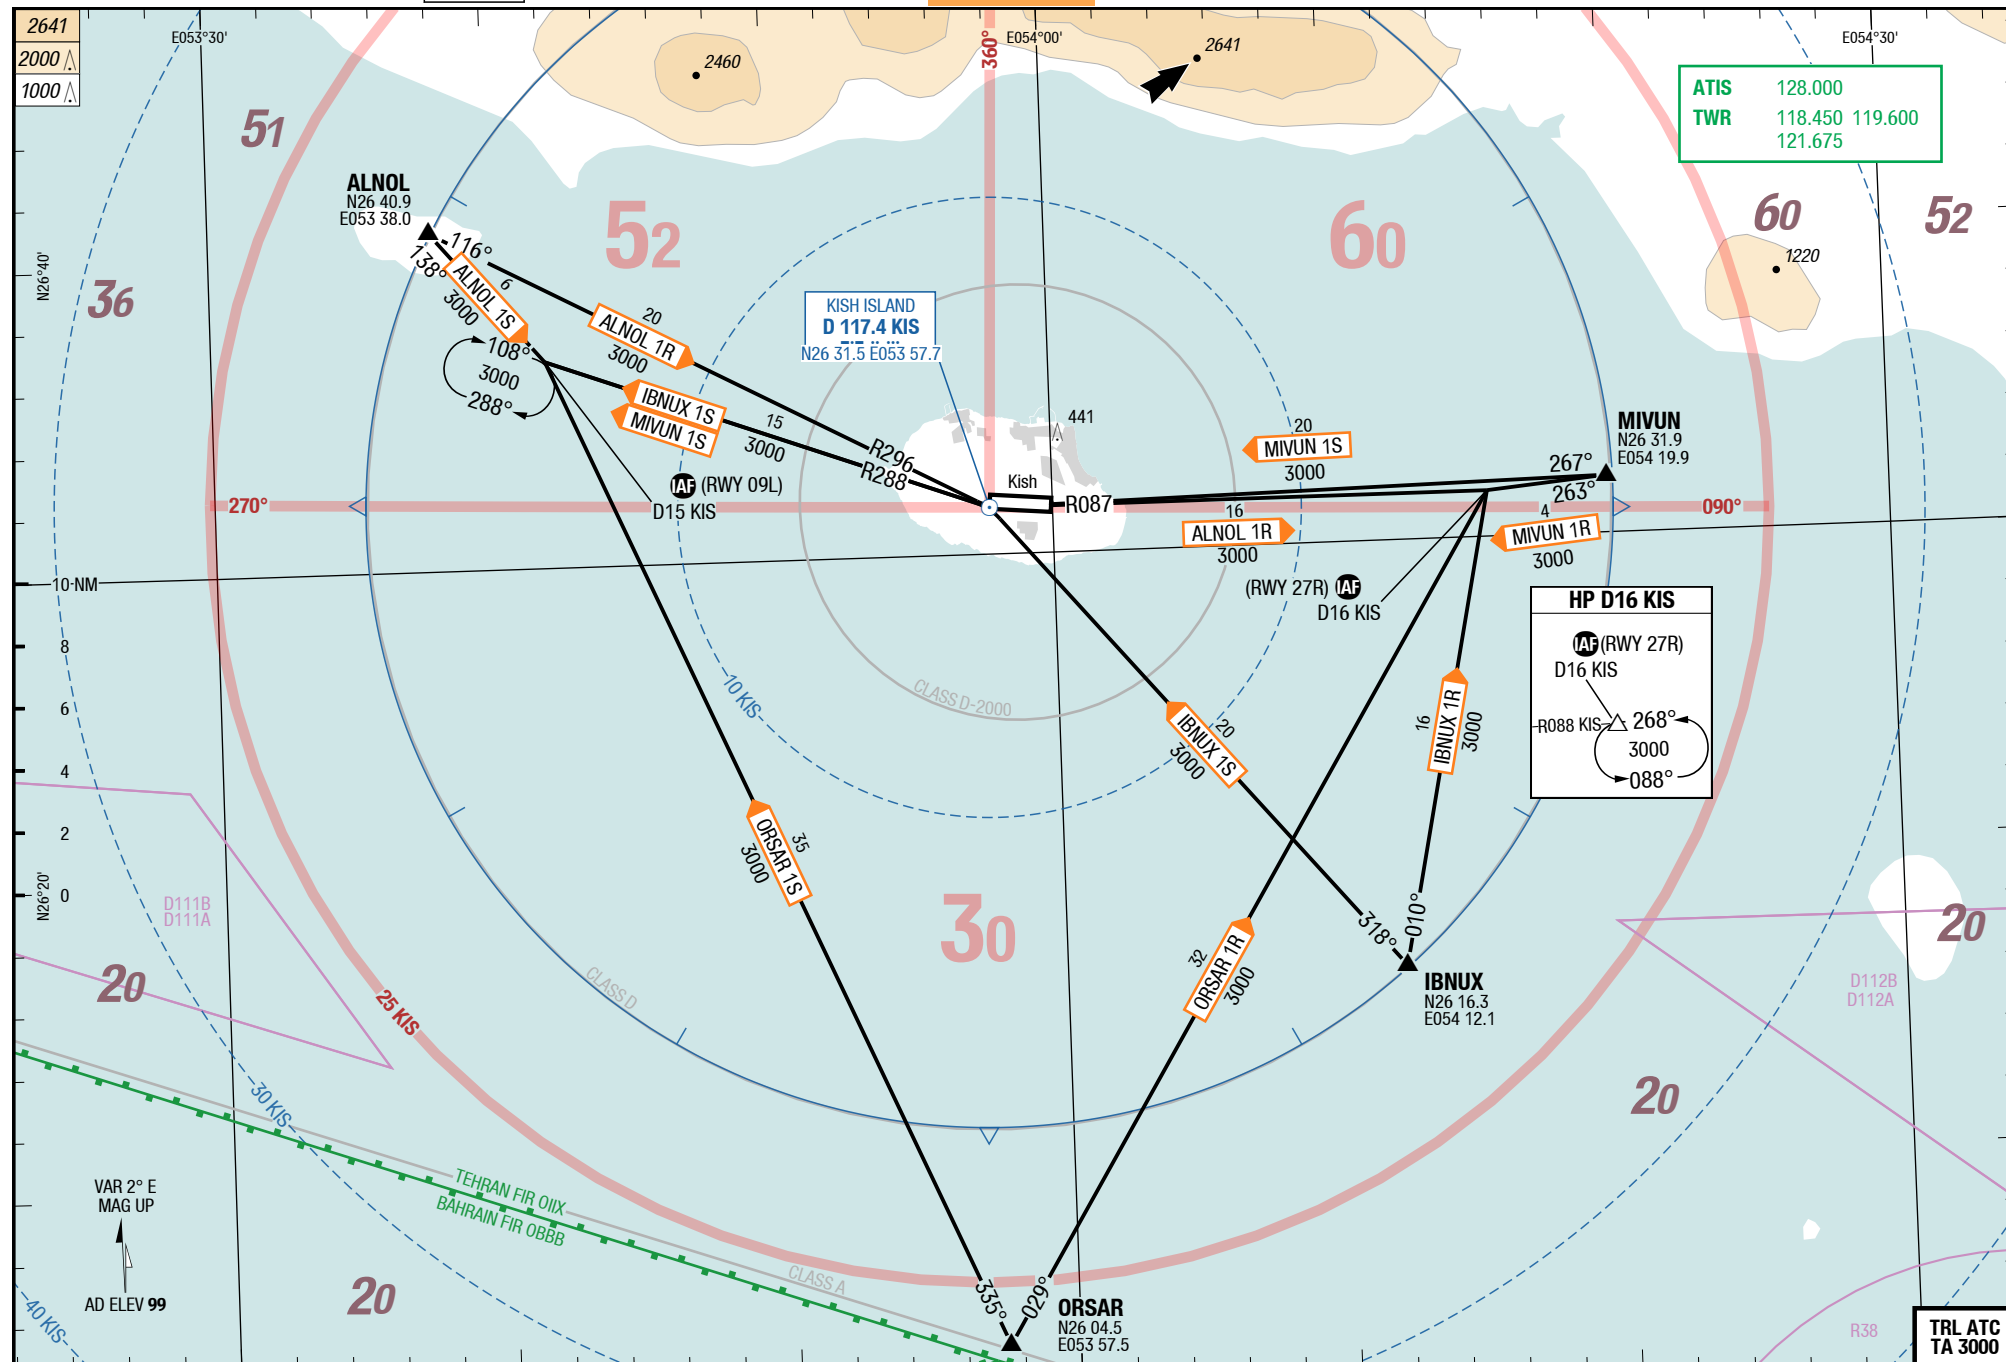 2641
2000
1000
E053°30'
E054°00'
E054°30'
2460
2641
360°
ATIS 128.000
TWR 118.450 119.600
121.675
51
ALNOL
N26 40.9
E053 38.0
52
60
60
52
1220
N26°40'
36
116°
138°
ALNOL 1S
6
3000
20
ALNOL 1R
3000
KISH ISLAND
D 117.4 KIS
N26 31.5 E053 57.7
108°
3000
288°
IBNUX 1S
MIVUN 1S
15
3000
R296
R288
441
Kish
20
MIVUN 1S
3000
MIVUN
N26 31.9
E054 19.9
267°
263°
IAF (RWY 09L)
D15 KIS
270°
R087
090°
16
ALNOL 1R
3000
4
MIVUN 1R
3000
10 NM
8
6
4
2
0
(RWY 27R) IAF
D16 KIS
HP D16 KIS
IAF (RWY 27R)
D16 KIS
R088 KIS
268°
3000
088°
10 KIS
CLASS D-2000
IBNUX 1S
20
3000
16
IBNUX 1R
3000
35
ORSAR 1S
3000
N26°20'
D111B
D111A
30
318°
010°
32
ORSAR 1R
3000
IBNUX
N26 16.3
E054 12.1
20
D112B
D112A
20
CLASS D
25 KIS
20
30 KIS
TEHRAN FIR OIIX
BAHRAIN FIR OBBB
CLASS A
VAR 2° E
MAG UP
AD ELEV 99
20
40 KIS
335°
029°
ORSAR
N26 04.5
E053 57.5
R38
TRL ATC
TA 3000